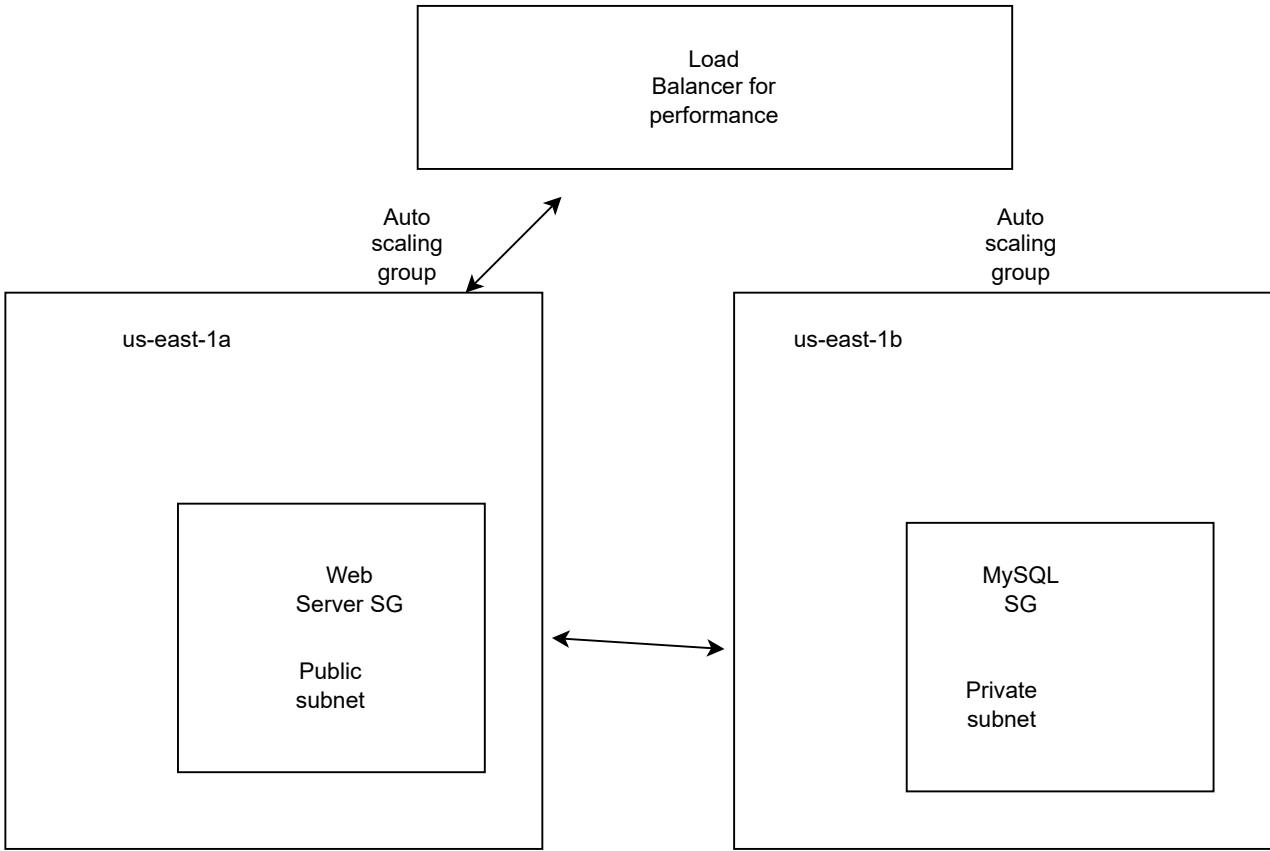 Load
Balancer for
performance
Auto
scaling
group
Auto
scaling
group
us-east-1a
us-east-1b
Web
Server SG
Public
subnet
MySQL
SG
Private
subnet